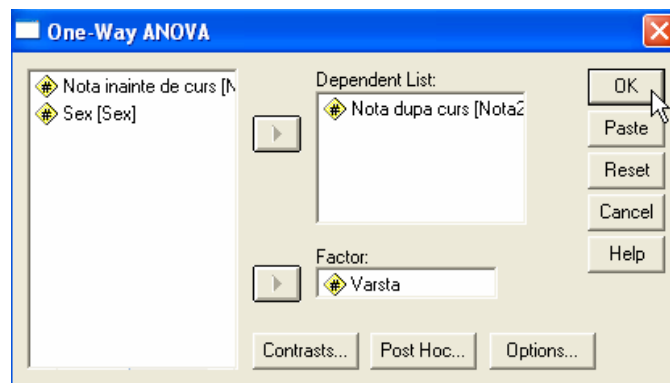 One-Way ANOVA
Nota inainte de curs [N
Sex [Sex]
Dependent List:
Nota dupa curs [Nota2
Factor:
Varsta
OK
Paste
Reset
Cancel
Help
Contrasts...
Post Hoc...
Options...